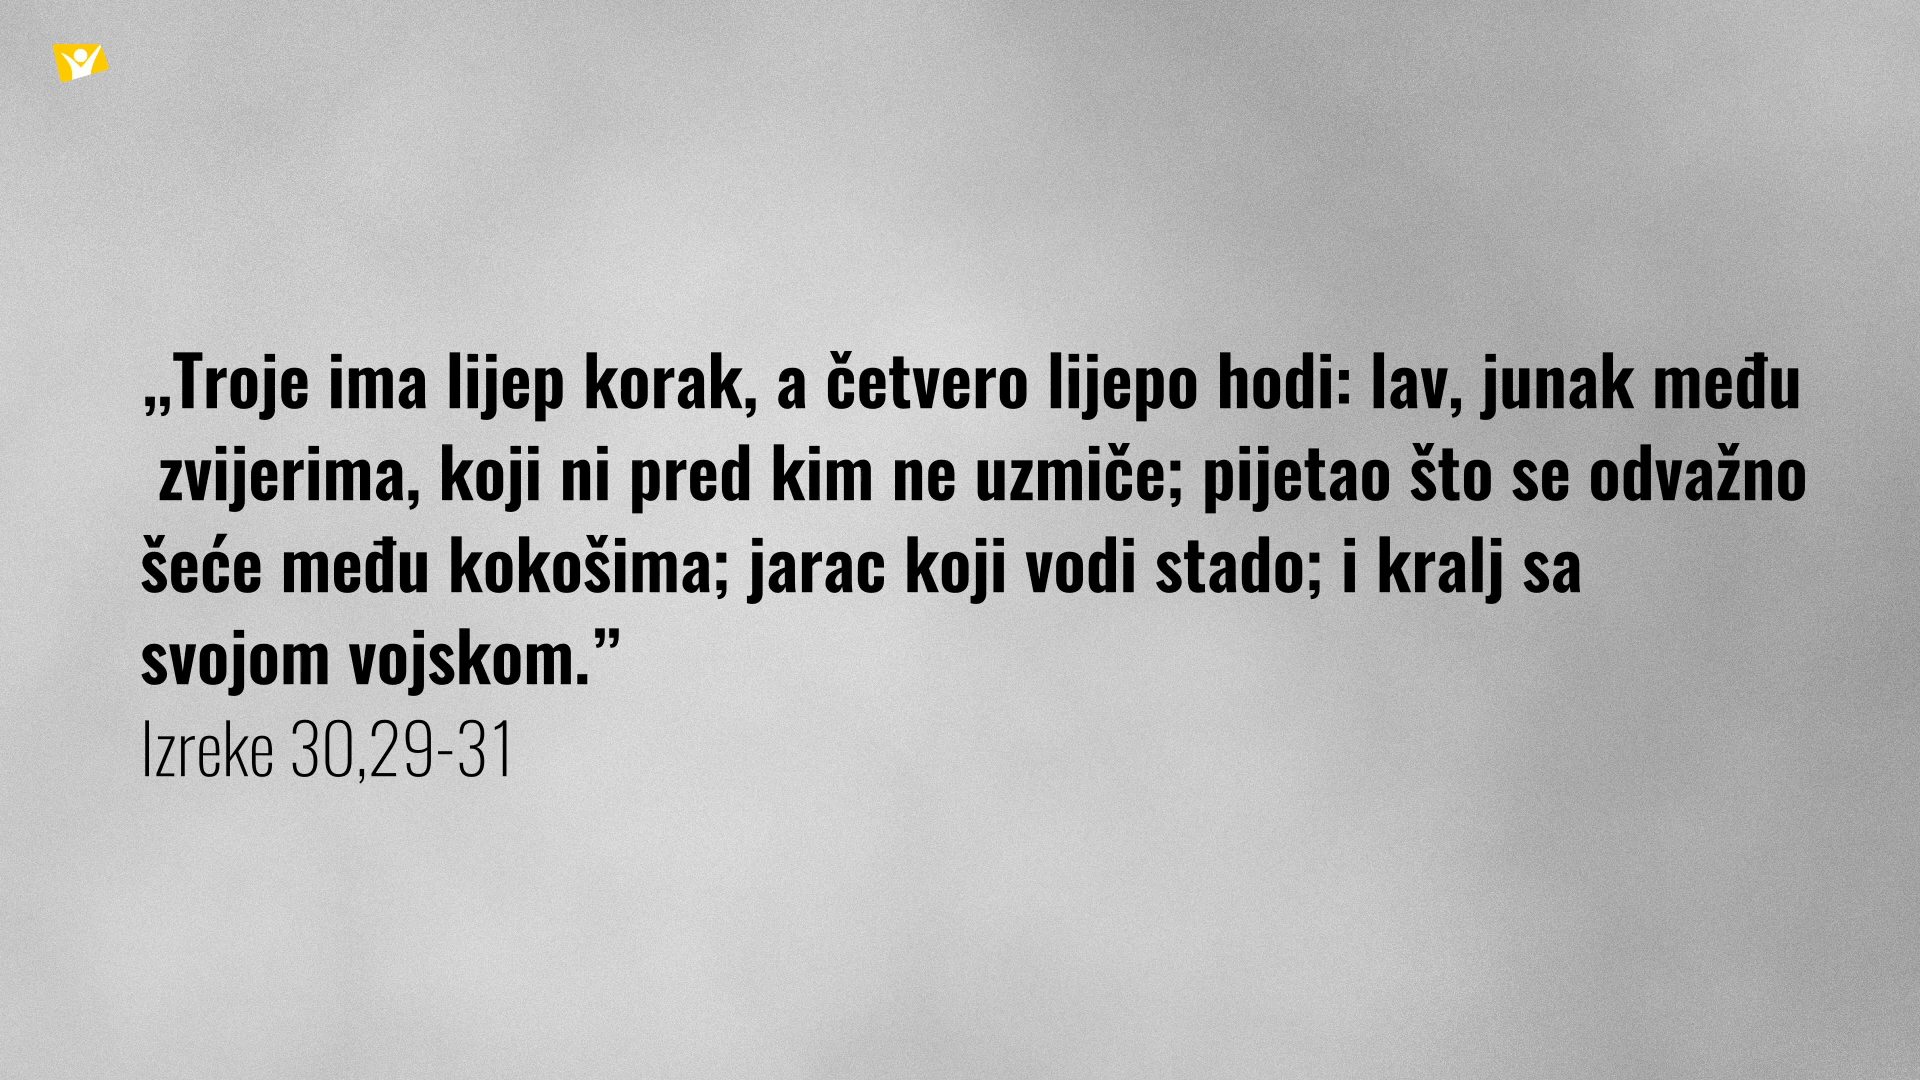 „Troje ima lijep korak, a četvero lijepo hodi: lav, junak među
zvijerima, koji ni pred kim ne uzmiče; pijetao što se odvažno
šeće među kokošima; jarac koji vodi stado; i kralj sa
svojom vojskom.”
Izreke 30,29-31